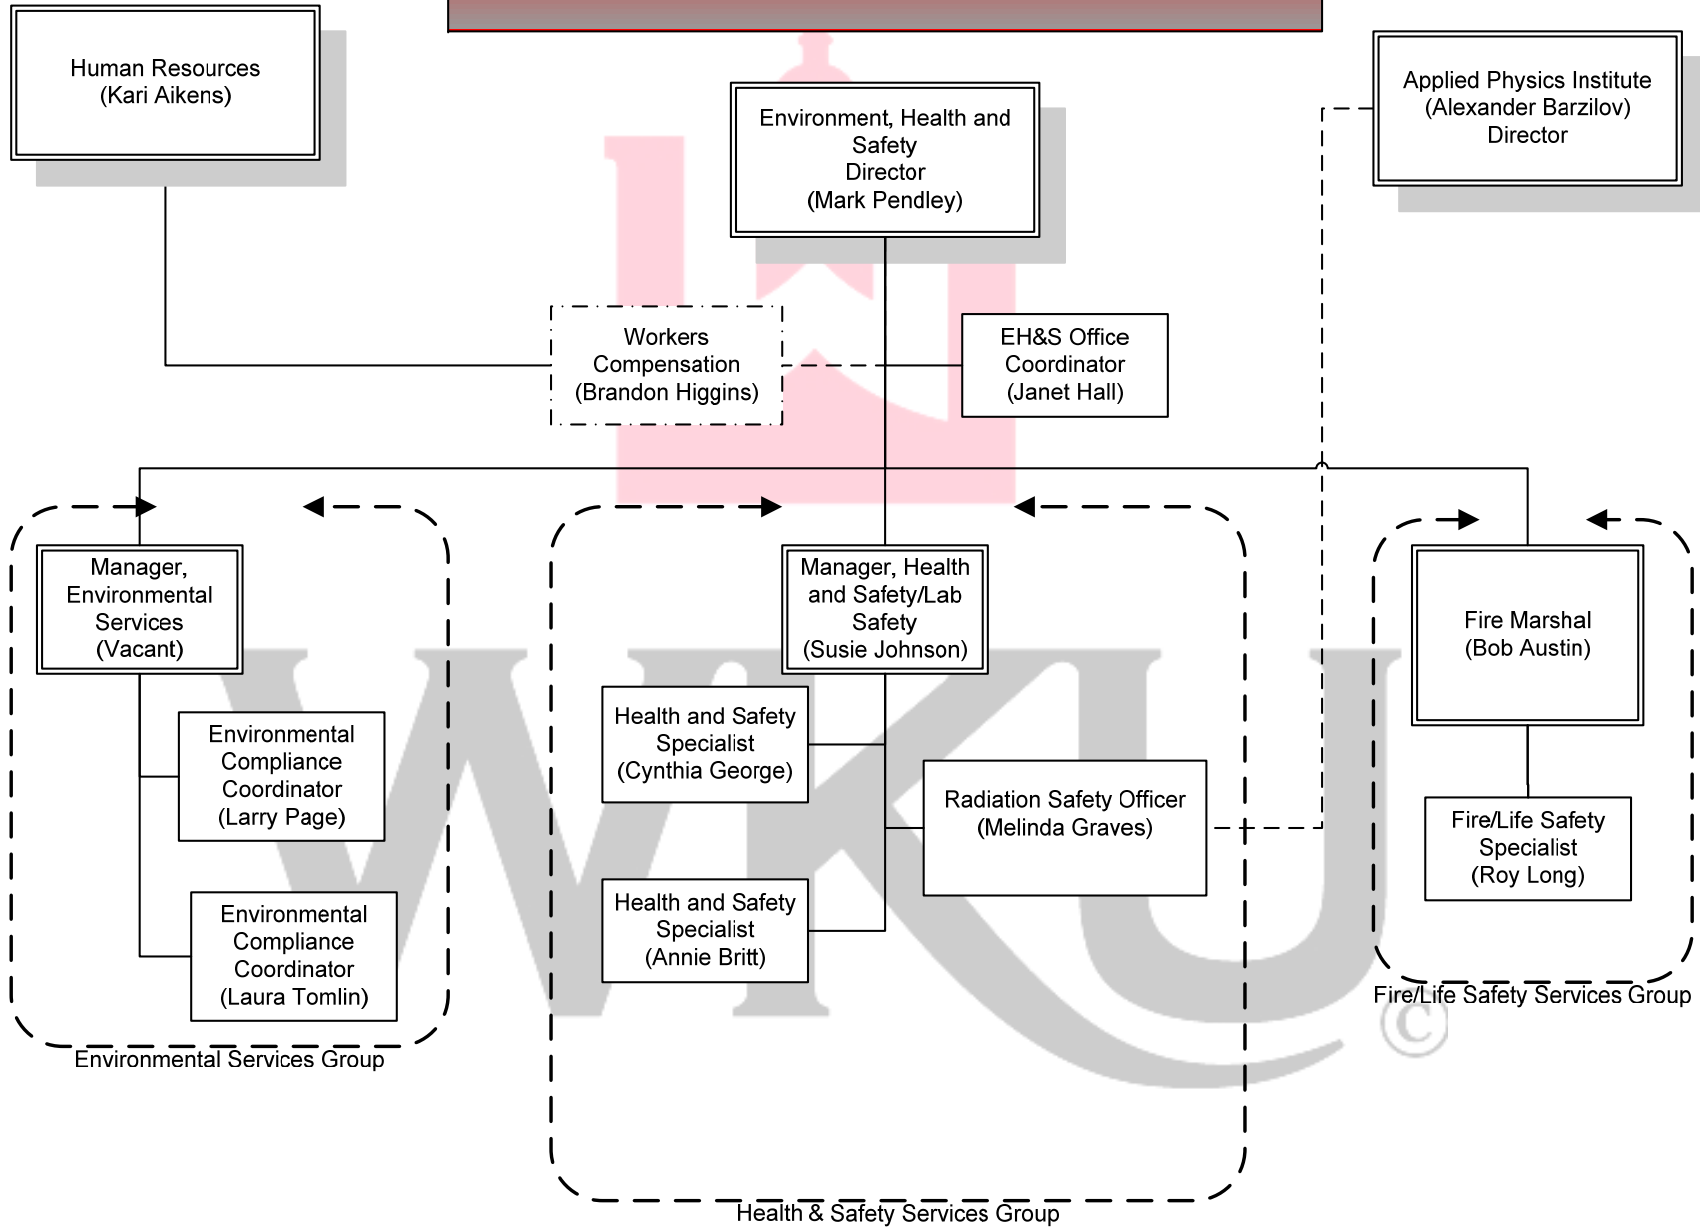 Human Resources
(Kari Aikens)
Environment, Health and
Safety
Director
(Mark Pendley)
Applied Physics Institute
(Alexander Barzilov)
Director
Workers
Compensation
(Brandon Higgins)
EH&S Office
Coordinator
(Janet Hall)
Manager,
Environmental
Services
(Vacant)
Manager, Health
and Safety/Lab
Safety
(Susie Johnson)
Fire Marshal
(Bob Austin)
Environmental
Compliance
Coordinator
(Larry Page)
Health and Safety
Specialist
(Cynthia George)
Radiation Safety Officer
(Melinda Graves)
Fire/Life Safety
Specialist
(Roy Long)
Environmental
Compliance
Coordinator
(Laura Tomlin)
Health and Safety
Specialist
(Annie Britt)
WKU
©
Fire/Life Safety Services Group
Environmental Services Group
Health & Safety Services Group